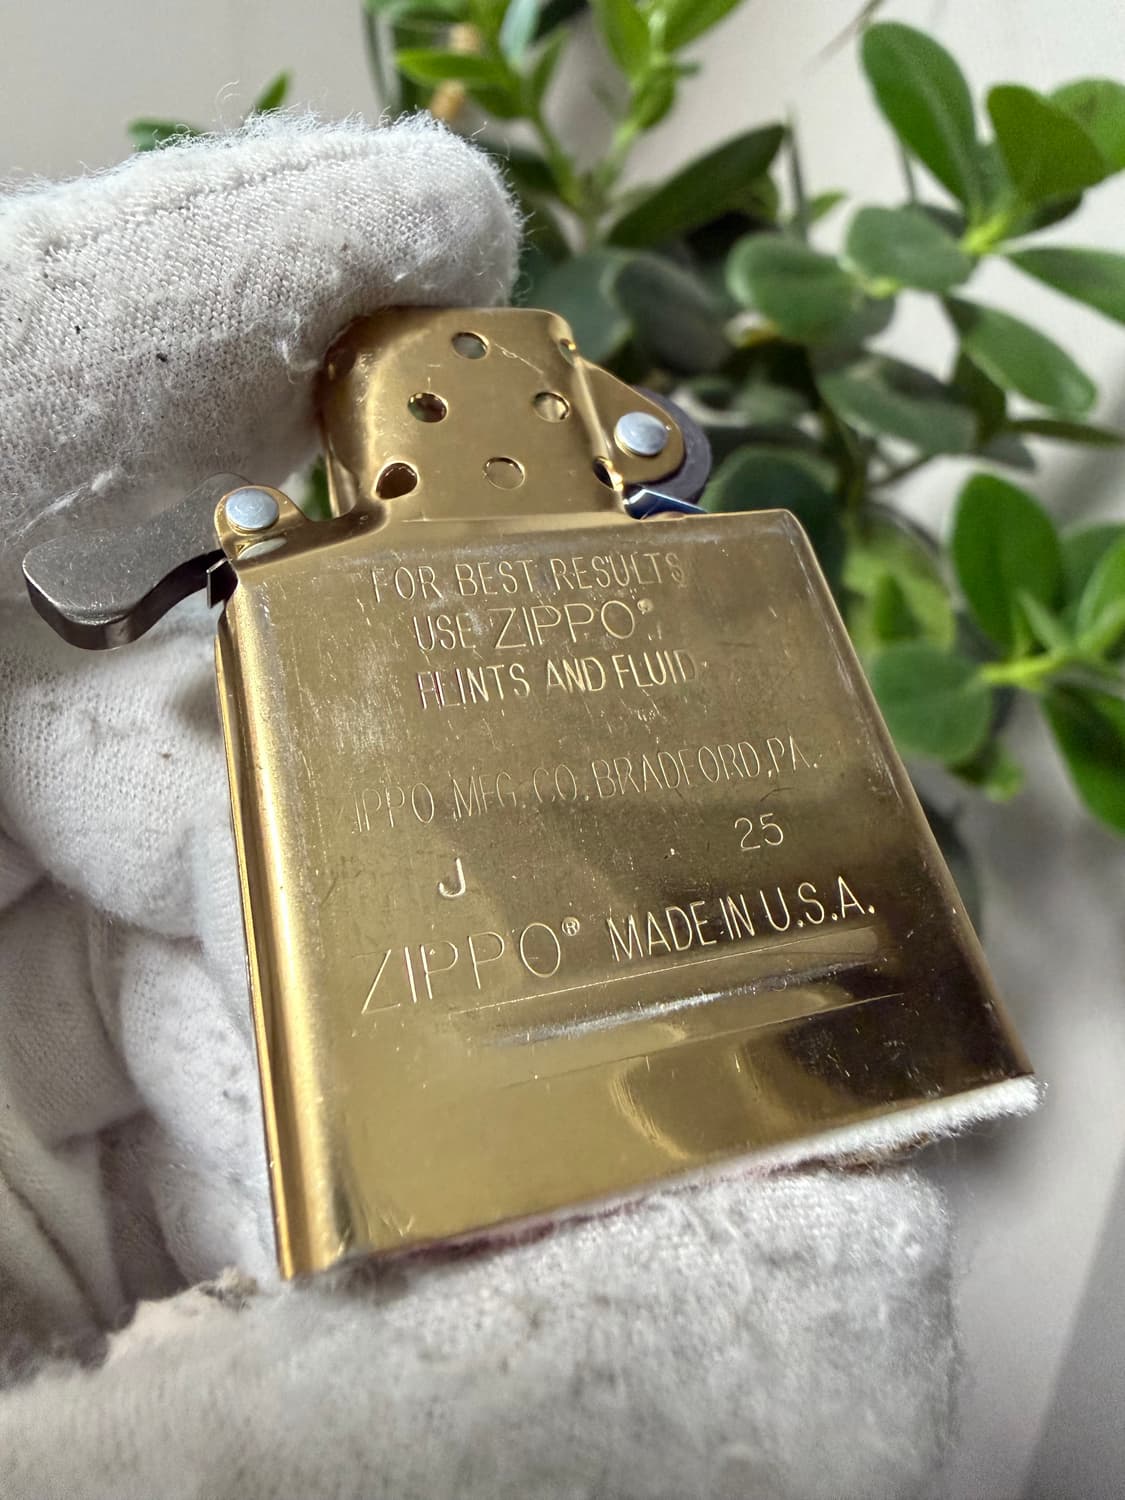 FOR BEST RESULTS
USE ZIPPO®
FLINTS AND FLUID
ZIPPO MFG. CO. BRADFORD, PA.
J 25
ZIPPO® MADE IN U.S.A.